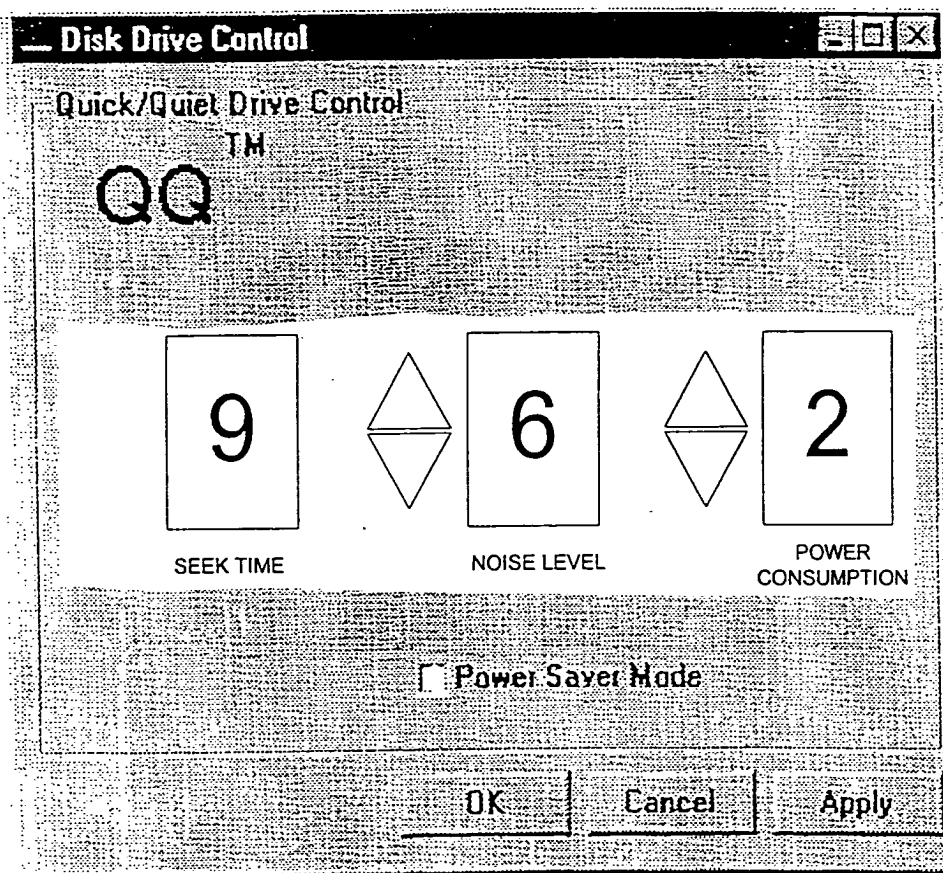 Disk Drive Control
Quick/Quiet Drive Control
TM
QQ
9 6 2
SEEK TIME NOISE LEVEL POWER
CONSUMPTION
Power Saver Mode
OK Cancel Apply